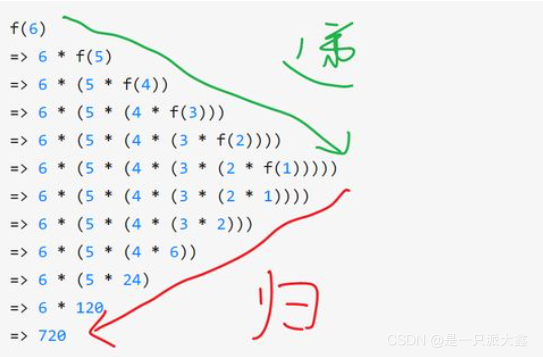 f(6)
=> 6 * f(5)
=> 6 * (5 * f(4))
=> 6 * (5 * (4 * f(3)))
=> 6 * (5 * (4 * (3 * f(2))))
=> 6 * (5 * (4 * (3 * (2 * f(1)))))
=> 6 * (5 * (4 * (3 * (2 * 1))))
=> 6 * (5 * (4 * (3 * 2)))
=> 6 * (5 * (4 * 6))
=> 6 * (5 * 24)
=> 6 * 120
=> 720
递
归
CSDN @是一只派大鑫